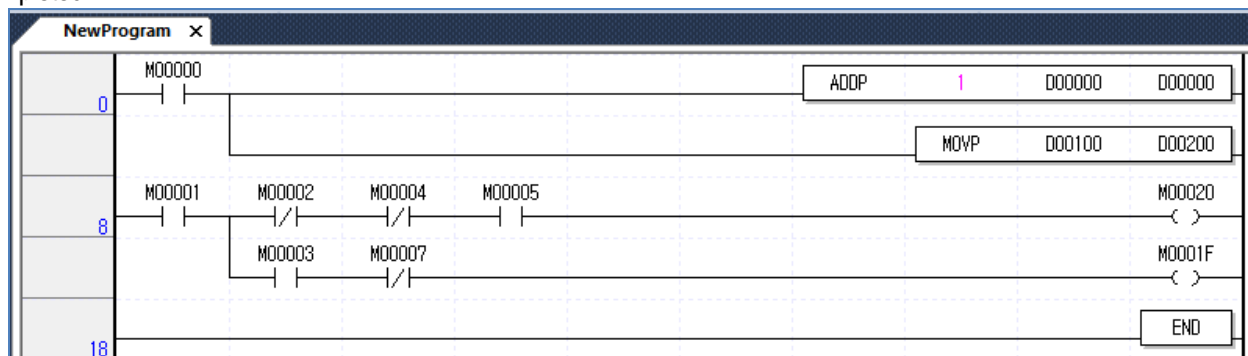 NewProgram X
M00000
0 ADDP 1 D00000 D00000
MOVP D00100 D00200
M00001 M00002 M00004 M00005 M00020
8
M00003 M00007 M0001F
END
18